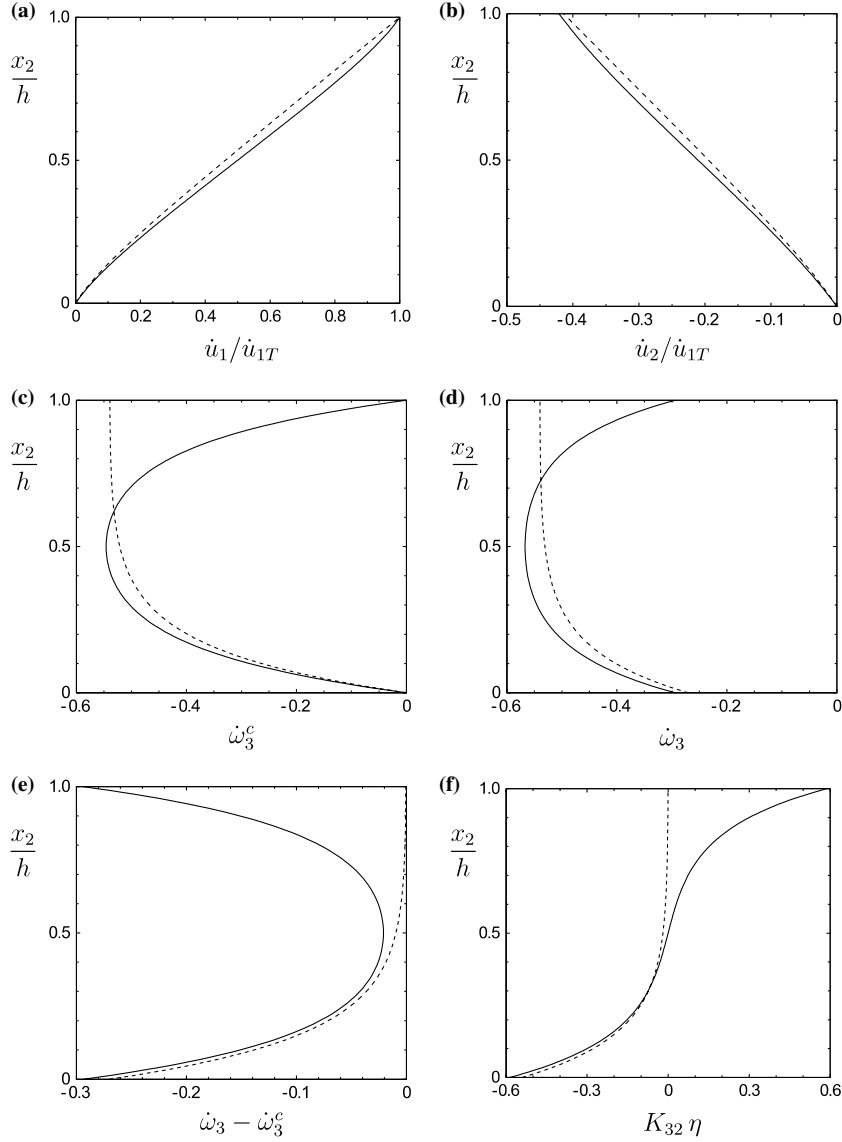 (a)
1.0
x₂/h
0.5
0
0 0.2 0.4 0.6 0.8 1.0
u̇₁/u̇₁T
(b)
1.0
x₂/h
0.5
0
-0.5 -0.4 -0.3 -0.2 -0.1 0
u̇₂/u̇₁T
(c)
1.0
x₂/h
0.5
0
-0.6 -0.4 -0.2 0
ω̇₃ᶜ
(d)
1.0
x₂/h
0.5
0
-0.6 -0.4 -0.2 0
ω̇₃
(e)
1.0
x₂/h
0.5
0
-0.3 -0.2 -0.1 0
ω̇₃ − ω̇₃ᶜ
(f)
1.0
x₂/h
0.5
0
-0.6 -0.3 0 0.3 0.6
K₃₂ η